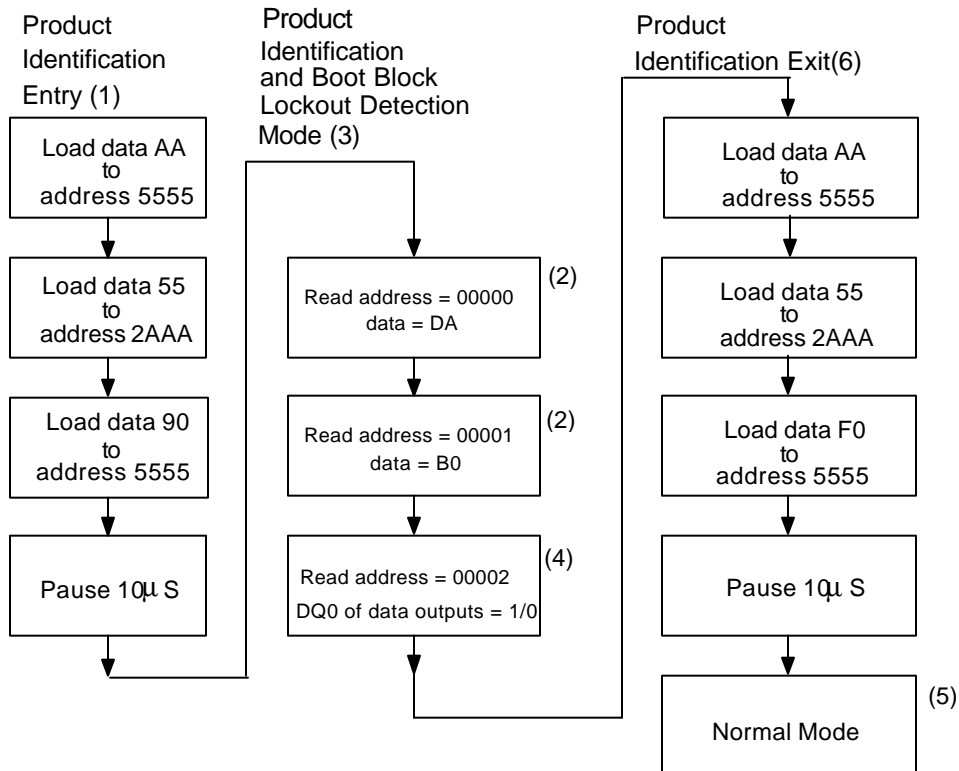 Product
Identification
Entry (1)
Load data AA
to
address 5555
Load data 55
to
address 2AAA
Load data 90
to
address 5555
Pause 10μ S
Product
Identification
and Boot Block
Lockout Detection
Mode (3)
(2)
Read address = 00000
data = DA
(2)
Read address = 00001
data = B0
(4)
Read address = 00002
DQ0 of data outputs = 1/0
Product
Identification Exit(6)
Load data AA
to
address 5555
Load data 55
to
address 2AAA
Load data F0
to
address 5555
Pause 10μ S
(5)
Normal Mode